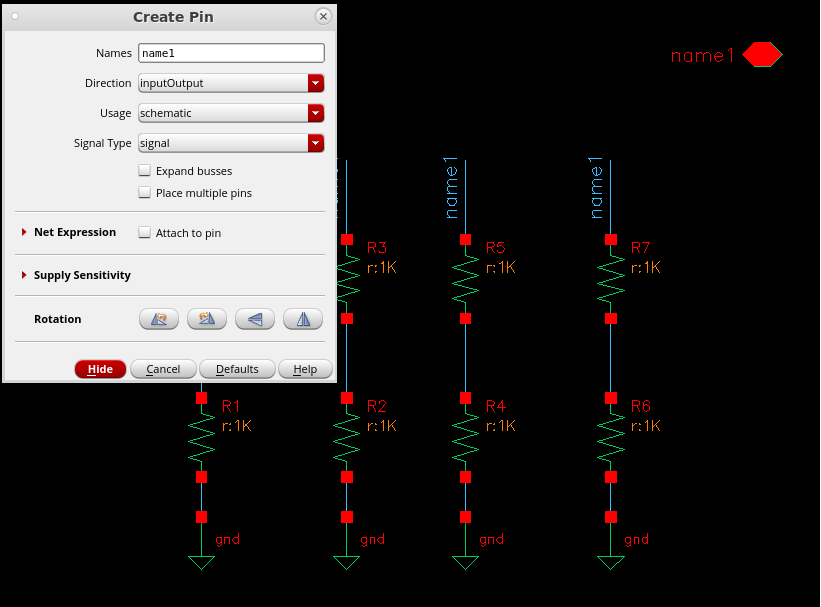 Create Pin
Names name1
Direction inputOutput
Usage schematic
Signal Type signal
Expand busses
Place multiple pins
Net Expression Attach to pin
Supply Sensitivity
Rotation
Hide Cancel Defaults Help
name1
name1
name1
R3
r:1K
R5
r:1K
R7
r:1K
R1
r:1K
R2
r:1K
R4
r:1K
R6
r:1K
gnd
gnd
gnd
gnd